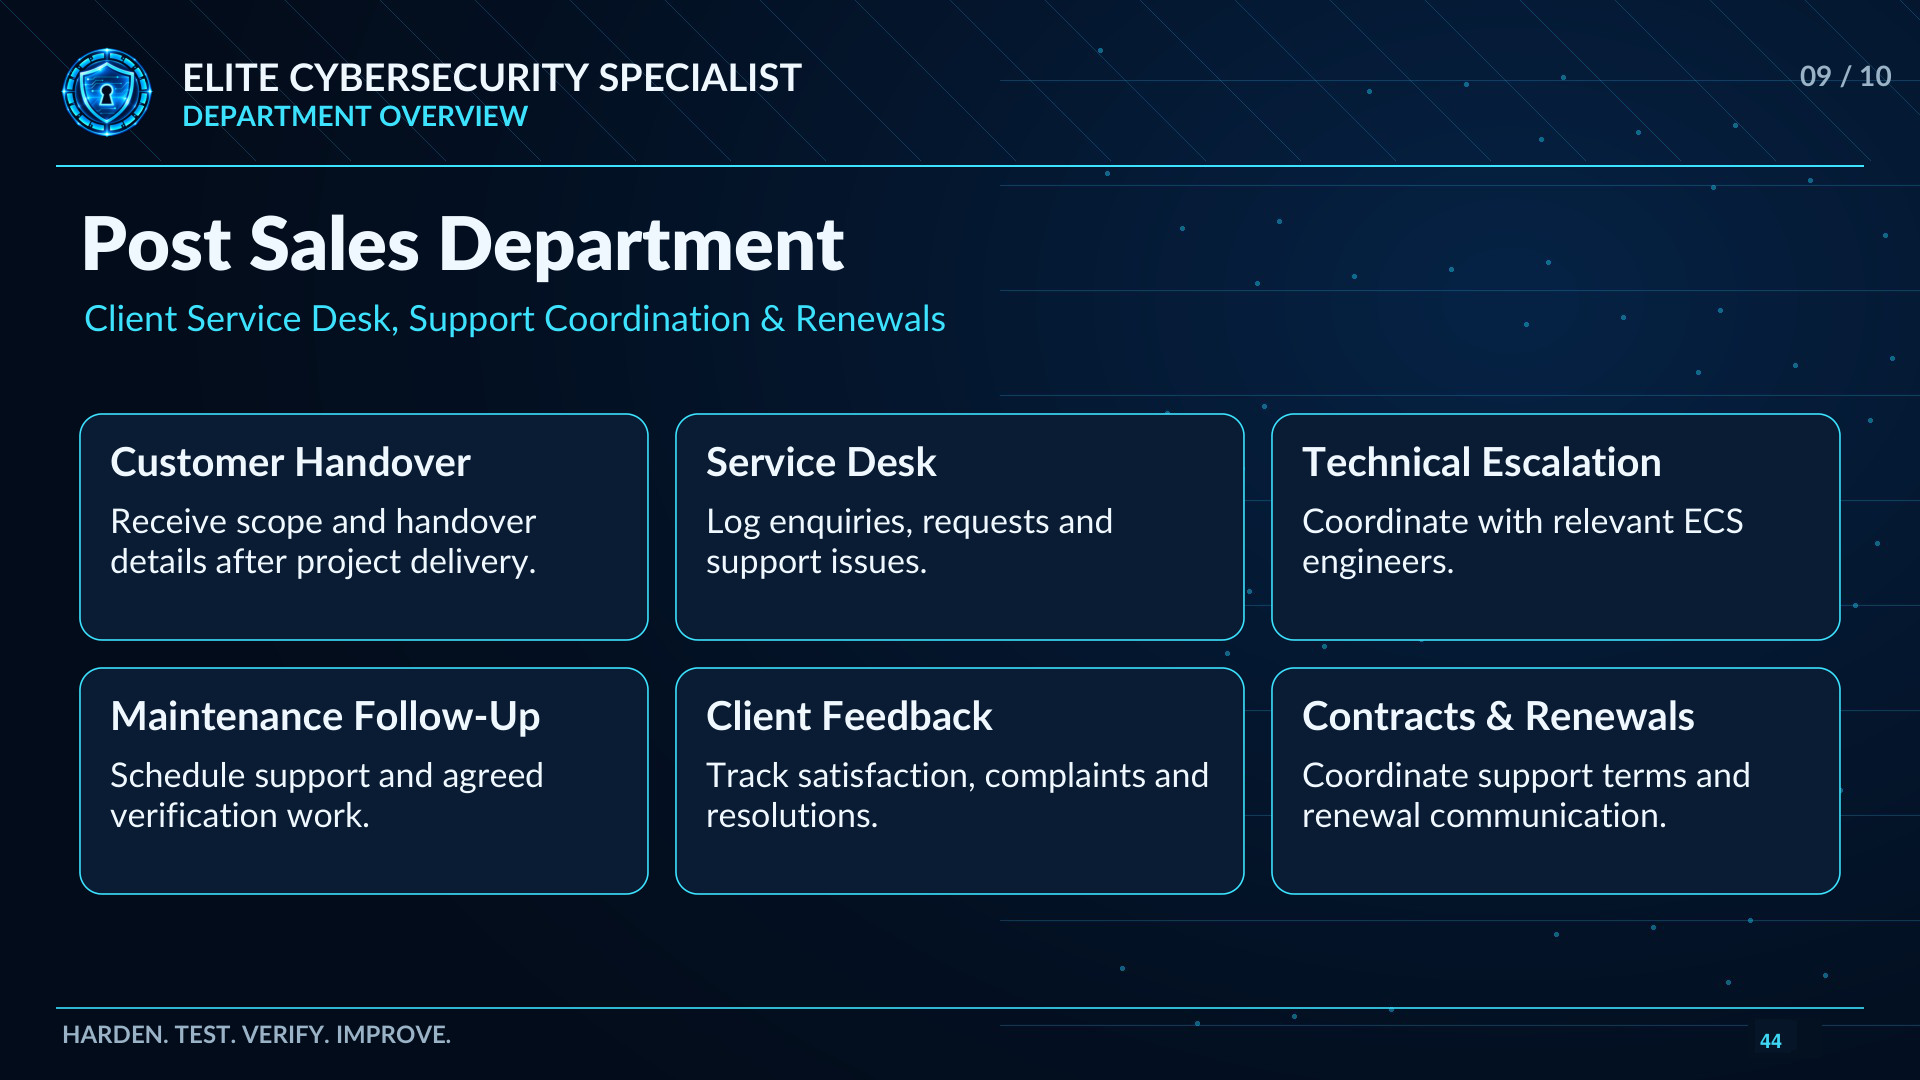 ELITE CYBERSECURITY SPECIALIST
DEPARTMENT OVERVIEW
09 / 10
Post Sales Department
Client Service Desk, Support Coordination & Renewals
Customer Handover
Receive scope and handover
details after project delivery.
Service Desk
Log enquiries, requests and
support issues.
Technical Escalation
Coordinate with relevant ECS
engineers.
Maintenance Follow-Up
Schedule support and agreed
verification work.
Client Feedback
Track satisfaction, complaints and
resolutions.
Contracts & Renewals
Coordinate support terms and
renewal communication.
HARDEN. TEST. VERIFY. IMPROVE.
44